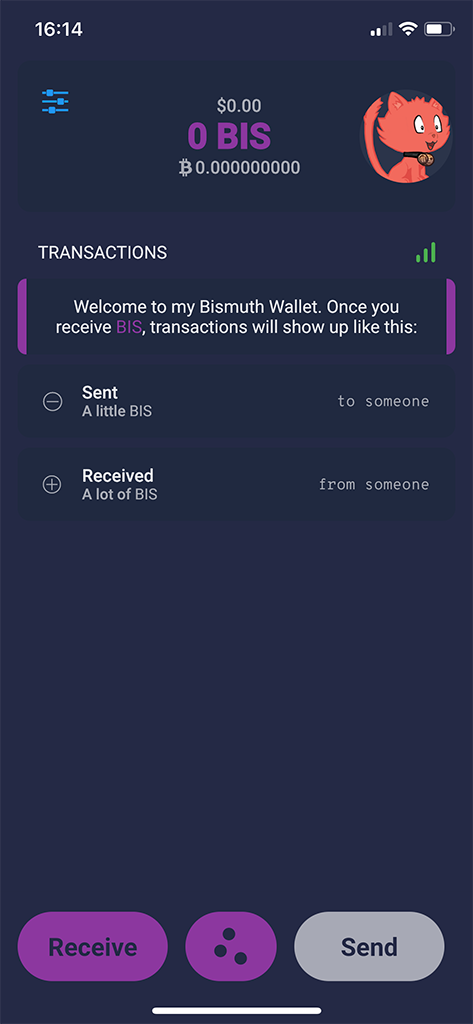 16:14
$0.00
0 BIS
₿0.000000000
TRANSACTIONS
Welcome to my Bismuth Wallet. Once you
receive BIS, transactions will show up like this:
Sent
A little BIS
to someone
Received
A lot of BIS
from someone
Receive
Send